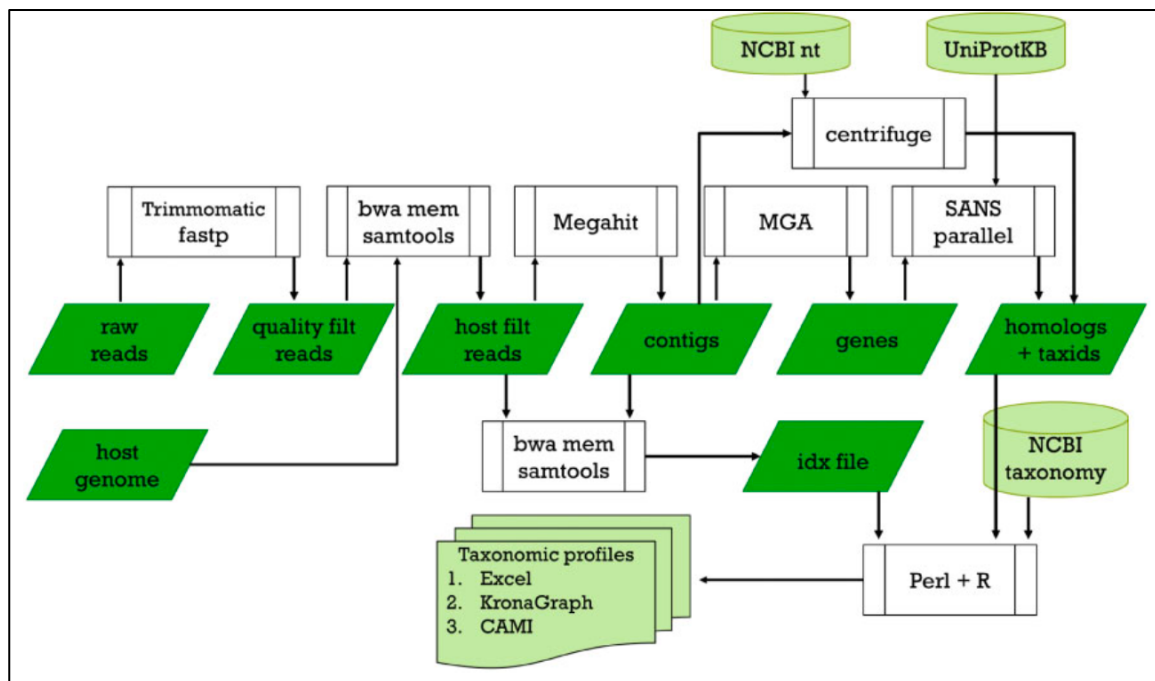 NCBI nt
UniProtKB
centrifuge
Trimmomatic
fastp
bwa mem
samtools
Megahit
MGA
SANS
parallel
raw
reads
quality filt
reads
host filt
reads
contigs
genes
homologs
+ taxids
host
genome
bwa mem
samtools
idx file
NCBI
taxonomy
Taxonomic profiles
1. Excel
2. KronaGraph
3. CAMI
Perl + R